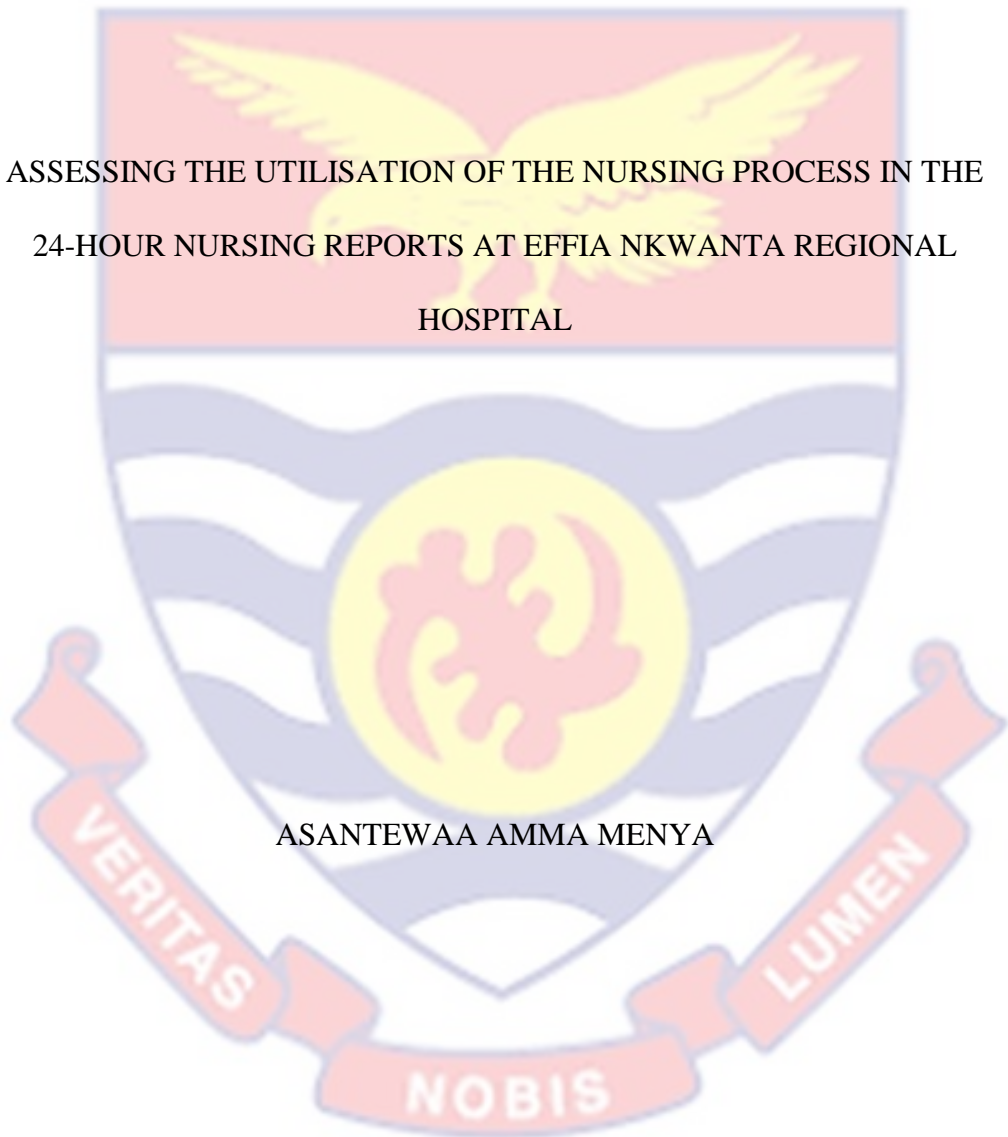 ASSESSING THE UTILISATION OF THE NURSING PROCESS IN THE
24-HOUR NURSING REPORTS AT EFFIA NKWANTA REGIONAL
HOSPITAL
ASANTEWAA AMMA MENYA
VERITAS
NOBIS
LUMEN